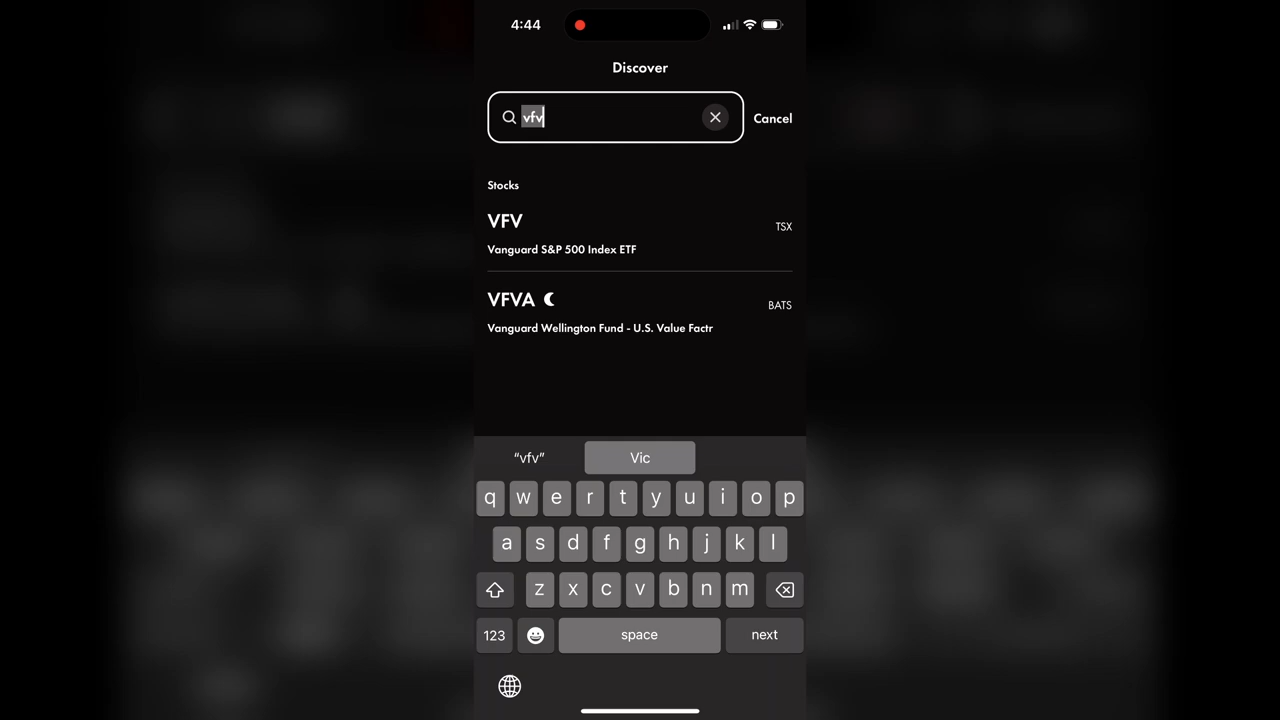 4:44
Discover
vfv
Cancel
Stocks
VFV
TSX
Vanguard S&P 500 Index ETF
VFVA
BATS
Vanguard Wellington Fund - U.S. Value Factr
“vfv”
Vic
q w e r t y u i o p
a s d f g h j k l
z x c v b n m
123
space
next